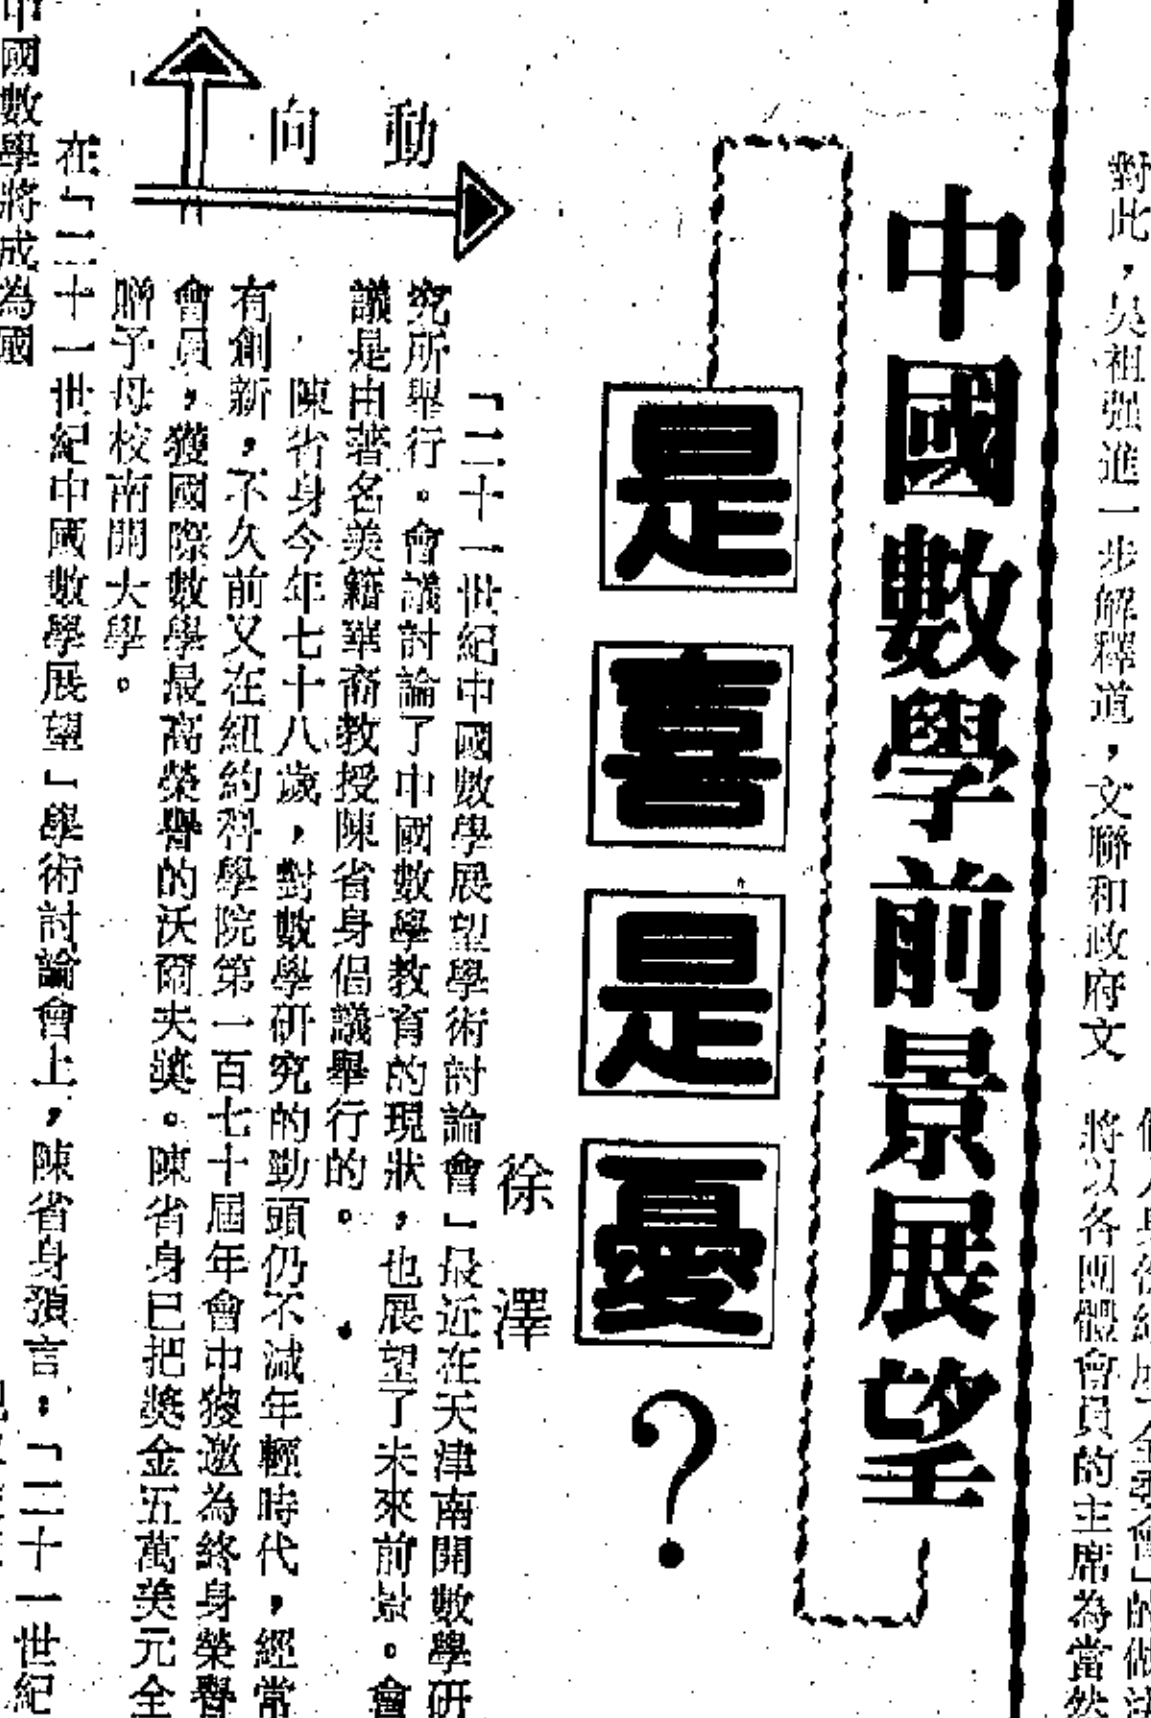 對此，吳祖强進一步解釋道，文聯和政府文
將以各團體會員的主席為當然
中國數學前景展望
是喜是憂？
動向
徐澤
「二十一世紀中國數學展望學術討論會」最近在天津南開數學研
究所舉行。會議討論了中國數學教育的現狀，也展望了未來前景。會
議是由著名美籍華裔教授陳省身倡議舉行的。
陳省身今年七十八歲，對數學研究的勁頭仍不減年輕時代，經常
有創新，不久前又在紐約科學院第一百七十屆年會中獲邀為終身榮譽
會員，獲國際數學最高榮譽的沃爾夫獎。陳省身已把獎金五萬美元全
贈予母校南開大學。
在「二十一世紀中國數學展望」學術討論會上，陳省身預言：「二十一世紀
中國數學將成為國